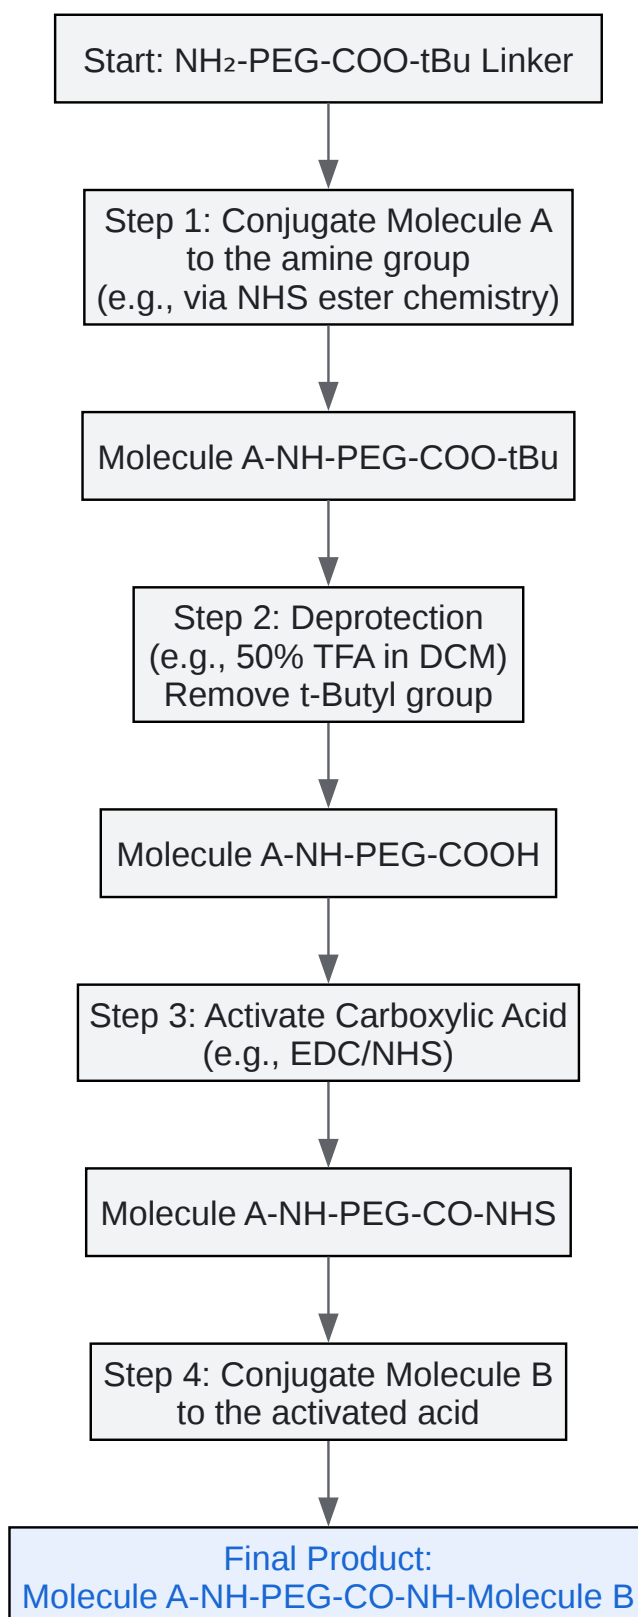 Start: NH₂-PEG-COO-tBu Linker
Step 1: Conjugate Molecule A
to the amine group
(e.g., via NHS ester chemistry)
Molecule A-NH-PEG-COO-tBu
Step 2: Deprotection
(e.g., 50% TFA in DCM)
Remove t-Butyl group
Molecule A-NH-PEG-COOH
Step 3: Activate Carboxylic Acid
(e.g., EDC/NHS)
Molecule A-NH-PEG-CO-NHS
Step 4: Conjugate Molecule B
to the activated acid
Final Product:
Molecule A-NH-PEG-CO-NH-Molecule B